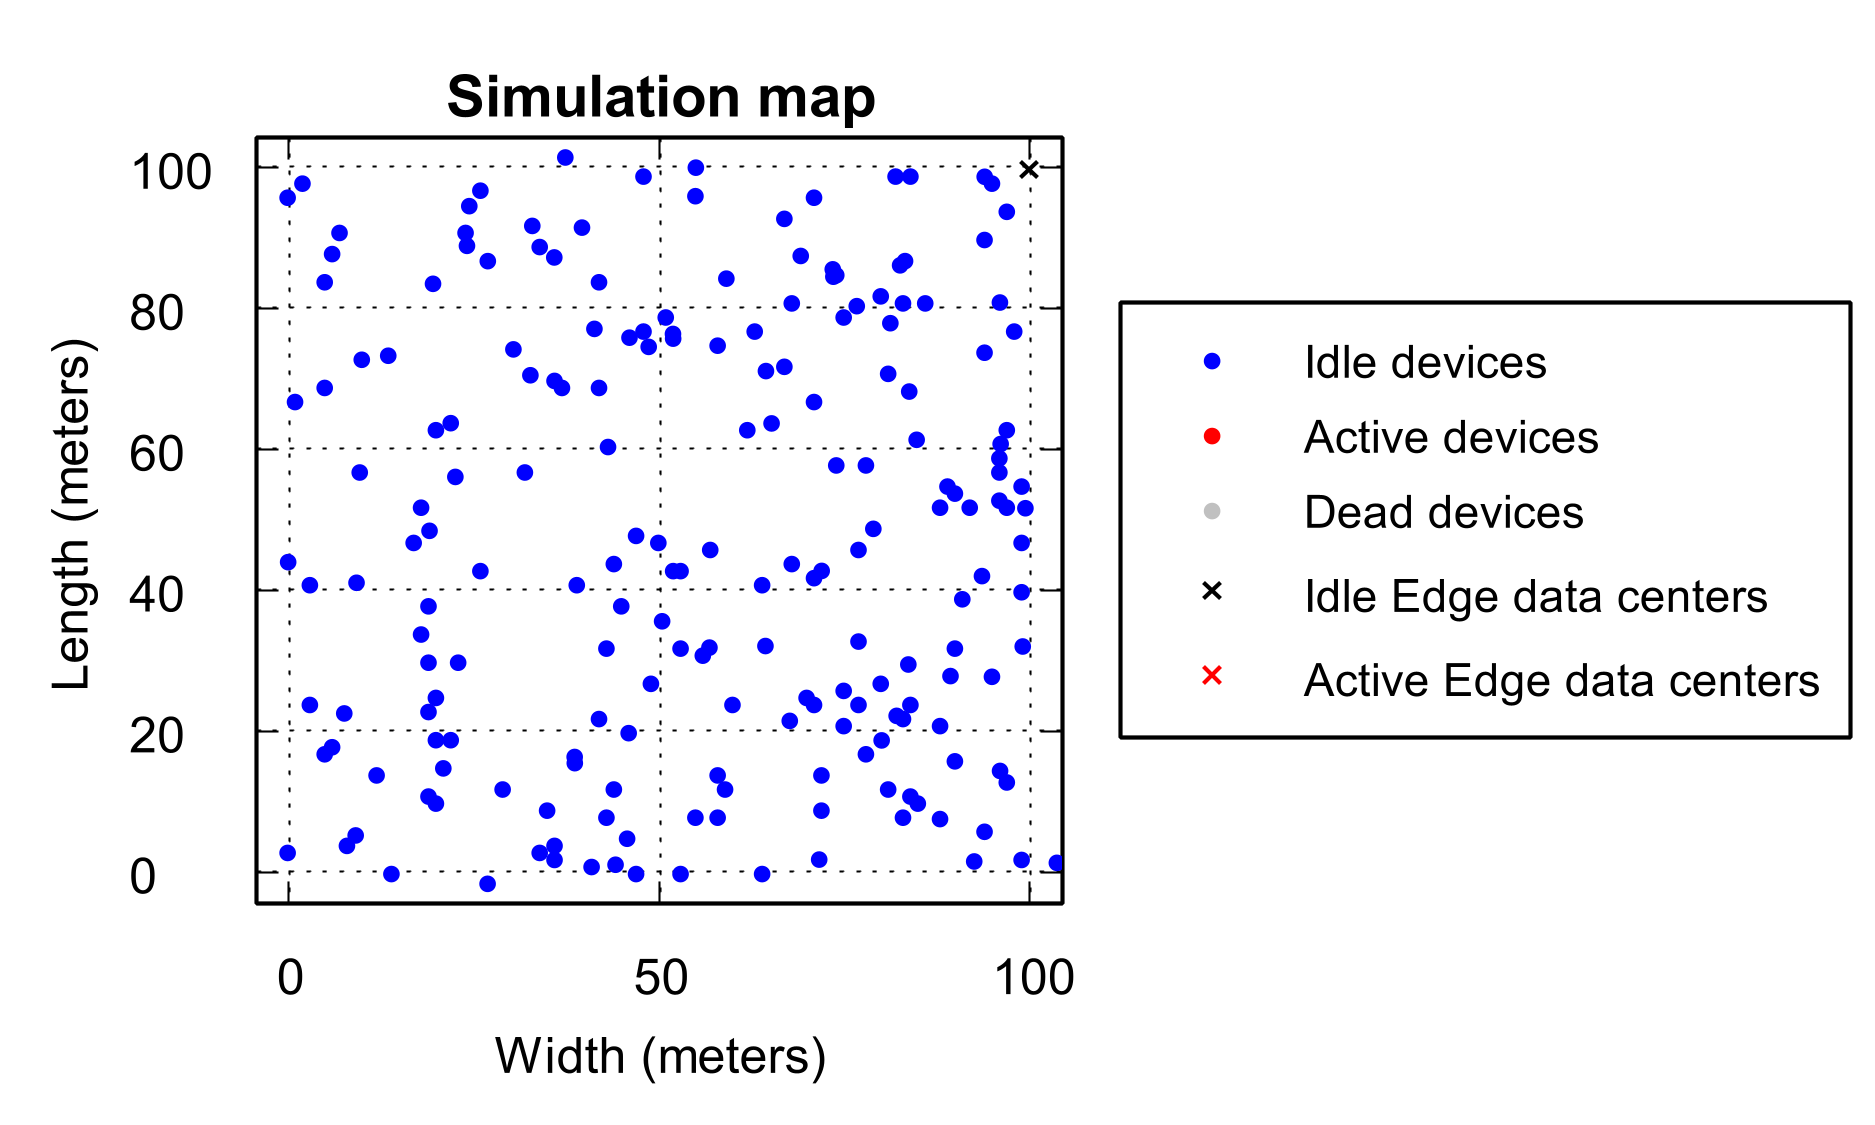 Simulation map
100
80
60
40
20
0
Length (meters)
0 50 100
Width (meters)
Idle devices
Active devices
Dead devices
Idle Edge data centers
Active Edge data centers